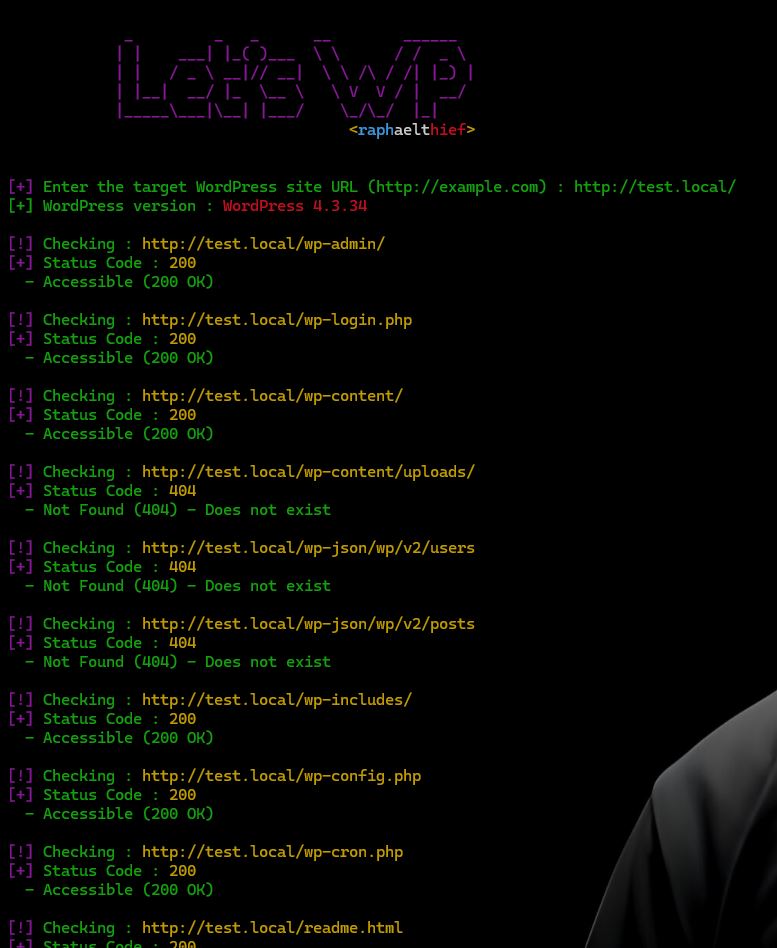 Let's WP
<raphaelthief>
[+] Enter the target WordPress site URL (http://example.com) : http://test.local/
[+] WordPress version : WordPress 4.3.34
[!] Checking : http://test.local/wp-admin/
[+] Status Code : 200
– Accessible (200 OK)
[!] Checking : http://test.local/wp-login.php
[+] Status Code : 200
– Accessible (200 OK)
[!] Checking : http://test.local/wp-content/
[+] Status Code : 200
– Accessible (200 OK)
[!] Checking : http://test.local/wp-content/uploads/
[+] Status Code : 404
– Not Found (404) – Does not exist
[!] Checking : http://test.local/wp-json/wp/v2/users
[+] Status Code : 404
– Not Found (404) – Does not exist
[!] Checking : http://test.local/wp-json/wp/v2/posts
[+] Status Code : 404
– Not Found (404) – Does not exist
[!] Checking : http://test.local/wp-includes/
[+] Status Code : 200
– Accessible (200 OK)
[!] Checking : http://test.local/wp-config.php
[+] Status Code : 200
– Accessible (200 OK)
[!] Checking : http://test.local/wp-cron.php
[+] Status Code : 200
– Accessible (200 OK)
[!] Checking : http://test.local/readme.html
[+] Status Code : 200